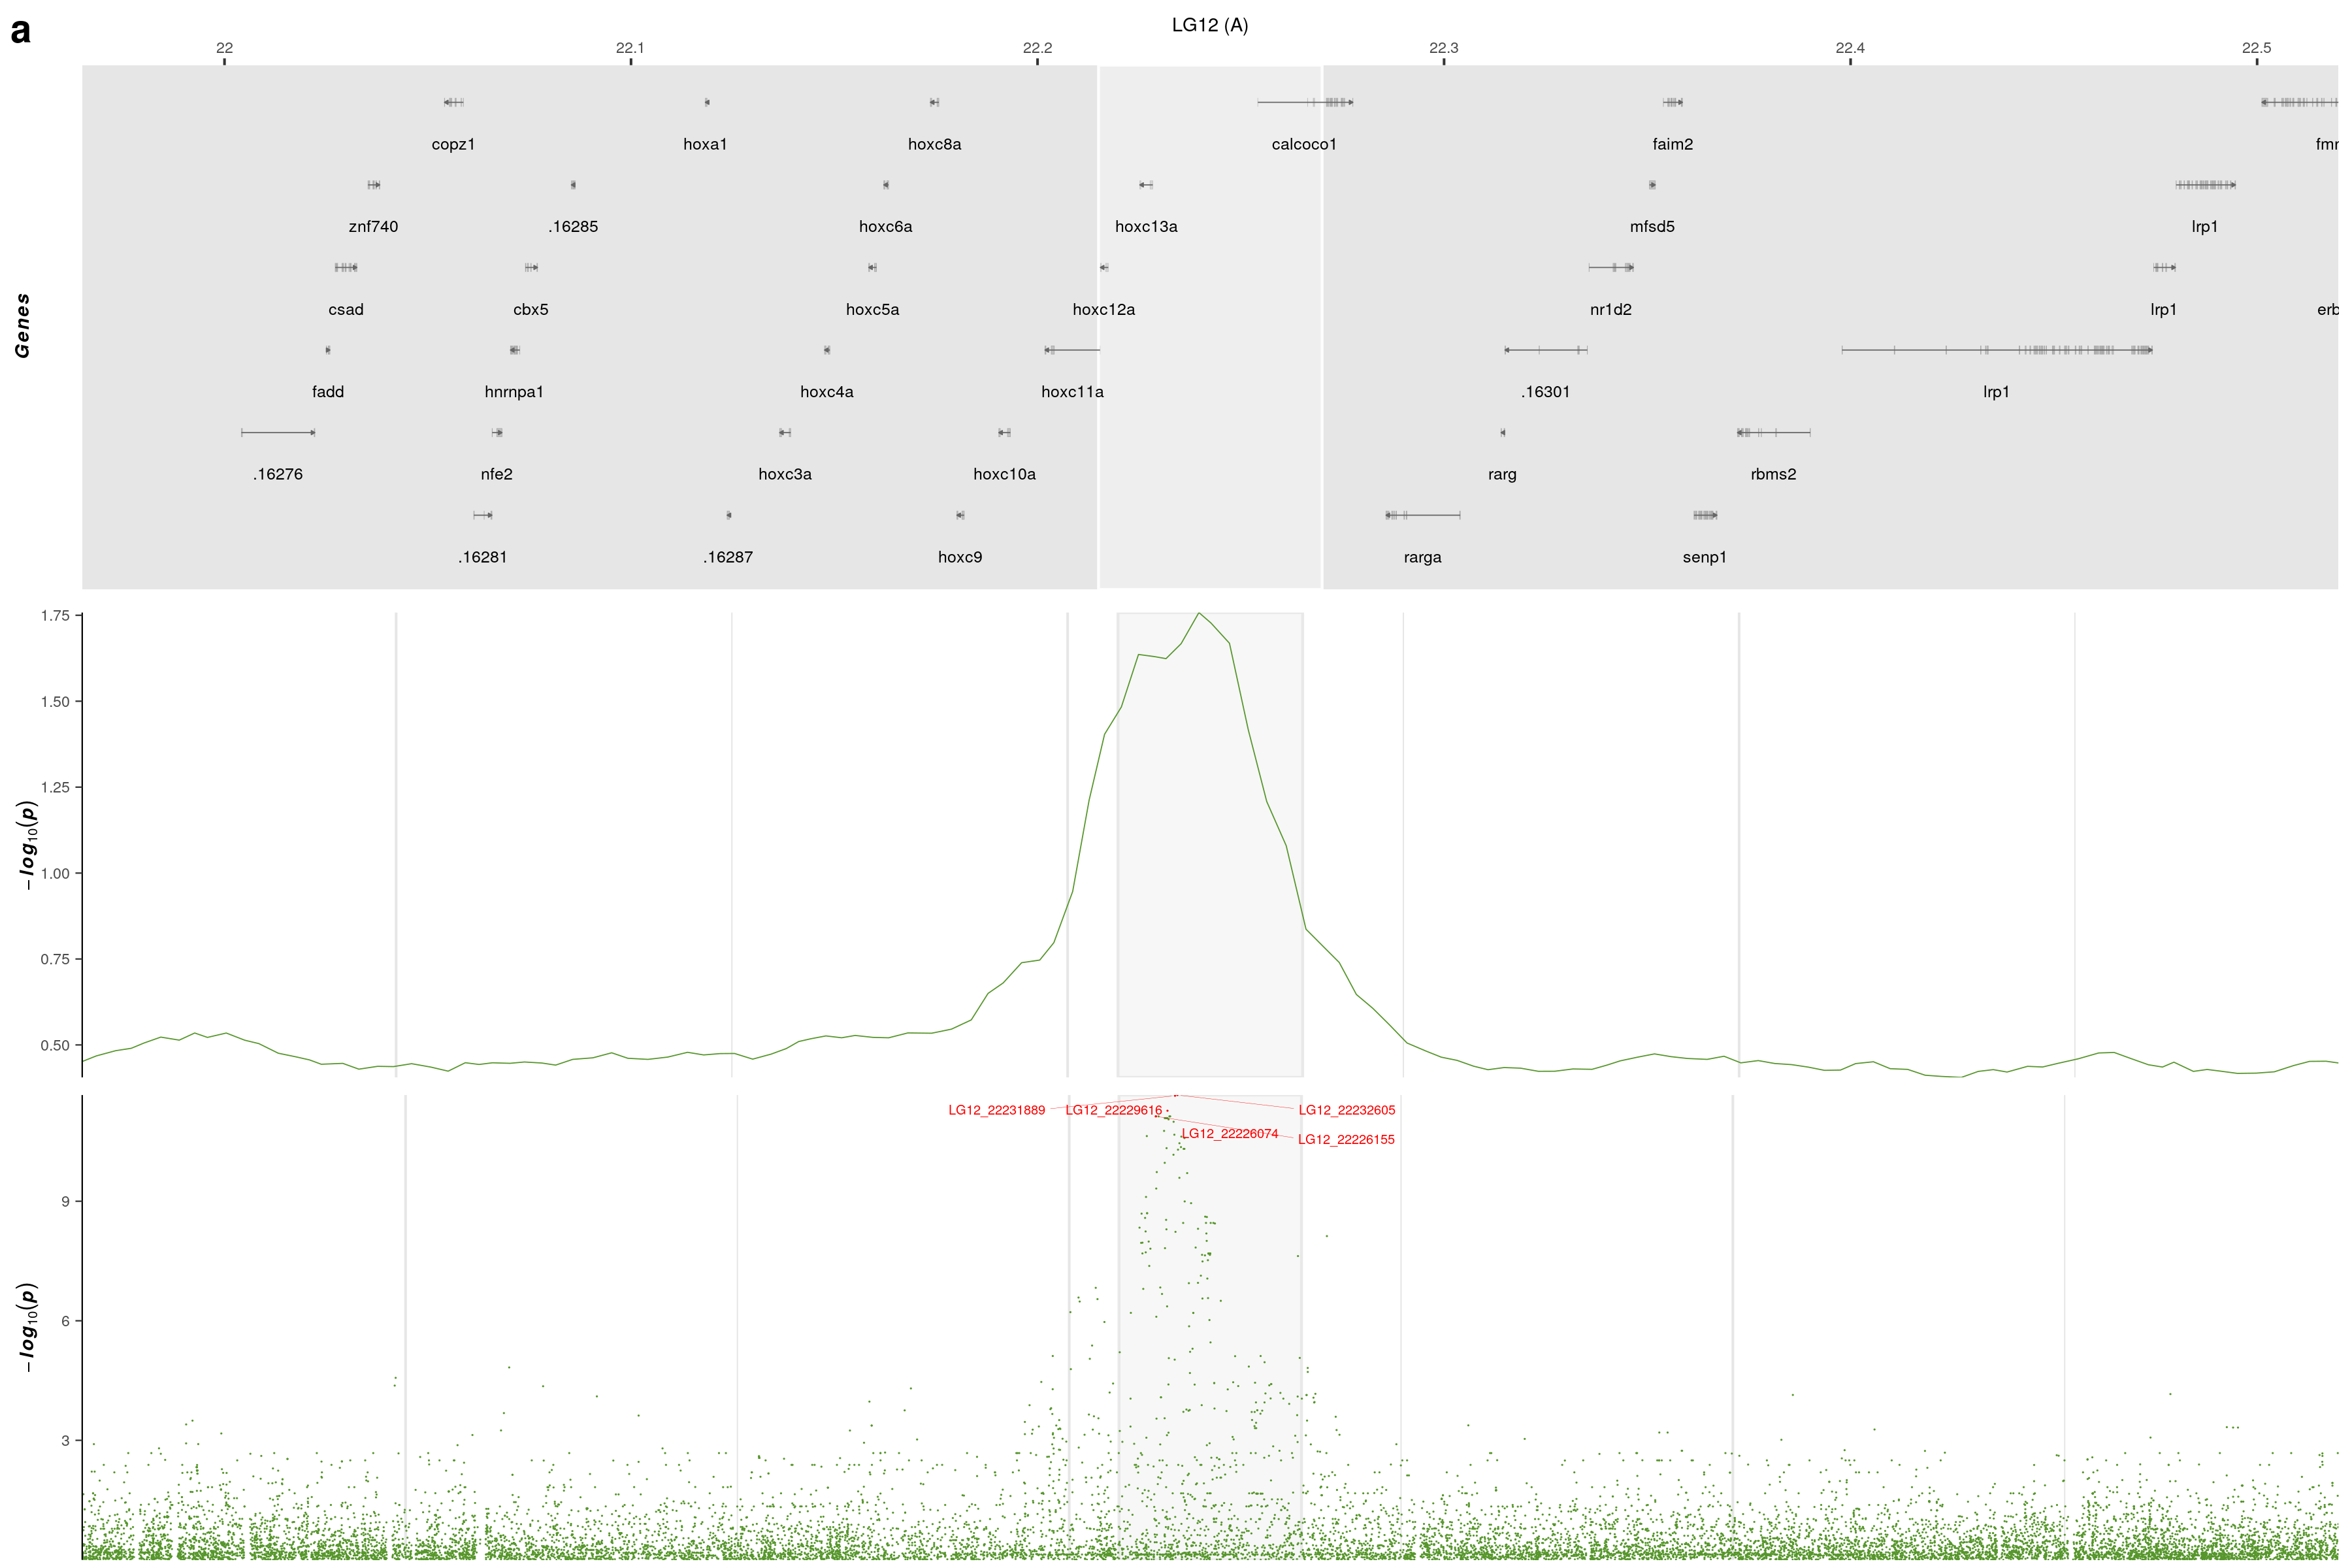 a
LG12 (A)
22 22.1 22.2 22.3 22.4 22.5
Genes
copz1 hoxa1 hoxc8a calcoco1 faim2 fmr
znf740 .16285 hoxc6a hoxc13a mfsd5 lrp1
csad cbx5 hoxc5a hoxc12a nr1d2 lrp1 erb
fadd hnrnpa1 hoxc4a hoxc11a .16301 lrp1
.16276 nfe2 hoxc3a hoxc10a rarg rbms2
.16281 .16287 hoxc9 rarga senp1
−log10(p)
1.75
1.50
1.25
1.00
0.75
0.50
−log10(p)
LG12_22231889 LG12_22229616 LG12_22232605
LG12_22226074 LG12_22226155
9
6
3